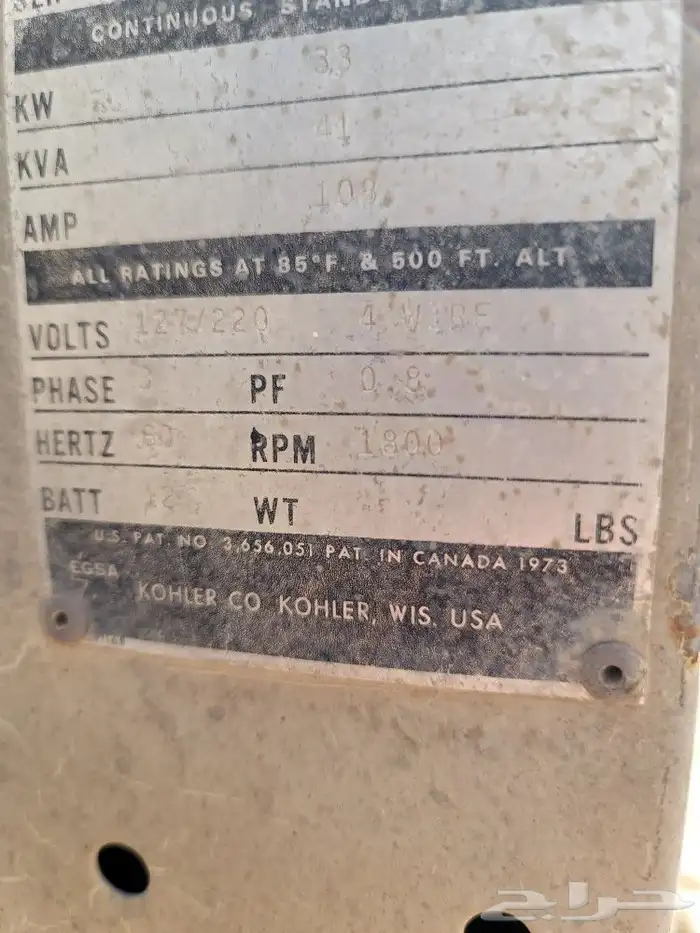 CONTINUOUS
KW 33
KVA 41
AMP 108
ALL RATINGS AT 85°F. & 500 FT. ALT
VOLTS 127/220 4 WIRE
PHASE 3 PF 0.8
HERTZ 60 RPM 1800
BATT 12 WT LBS
U.S. PAT. NO. 3,656,051 PAT. IN CANADA 1973
EGSA
KOHLER CO. KOHLER, WIS. USA
حراج